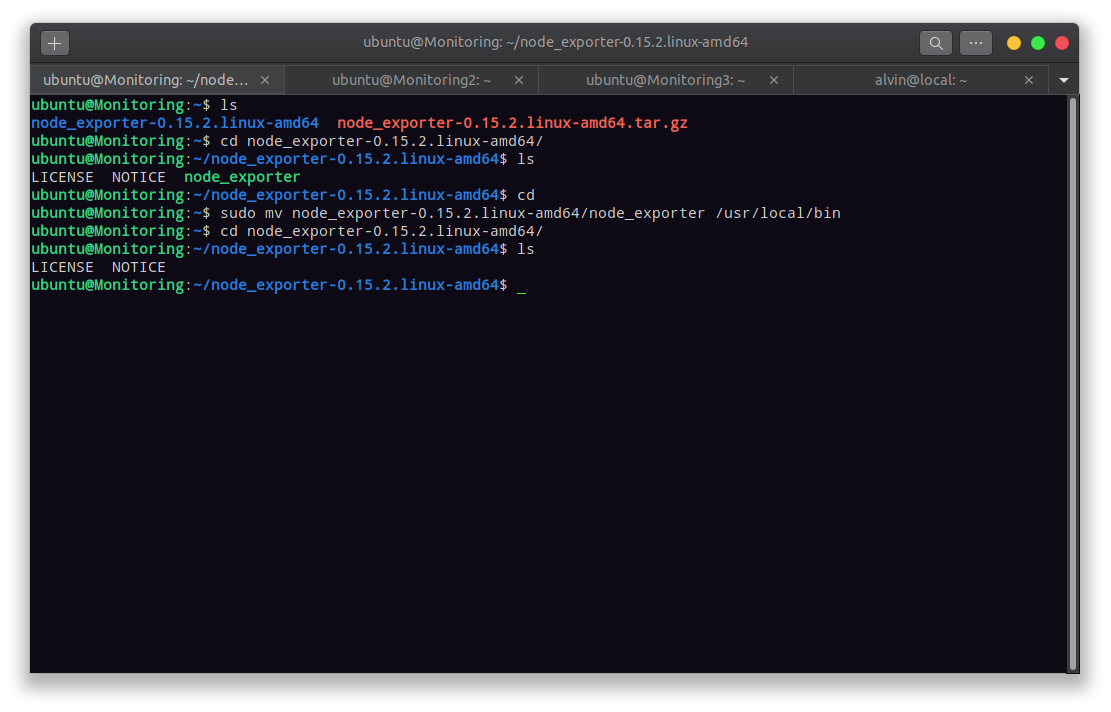 ubuntu@Monitoring: ~/node_exporter-0.15.2.linux-amd64
ubuntu@Monitoring: ~/node… × ubuntu@Monitoring2: ~ × ubuntu@Monitoring3: ~ × alvin@local: ~ ×
ubuntu@Monitoring:~$ ls
node_exporter-0.15.2.linux-amd64  node_exporter-0.15.2.linux-amd64.tar.gz
ubuntu@Monitoring:~$ cd node_exporter-0.15.2.linux-amd64/
ubuntu@Monitoring:~/node_exporter-0.15.2.linux-amd64$ ls
LICENSE  NOTICE  node_exporter
ubuntu@Monitoring:~/node_exporter-0.15.2.linux-amd64$ cd
ubuntu@Monitoring:~$ sudo mv node_exporter-0.15.2.linux-amd64/node_exporter /usr/local/bin
ubuntu@Monitoring:~$ cd node_exporter-0.15.2.linux-amd64/
ubuntu@Monitoring:~/node_exporter-0.15.2.linux-amd64$ ls
LICENSE  NOTICE
ubuntu@Monitoring:~/node_exporter-0.15.2.linux-amd64$ _